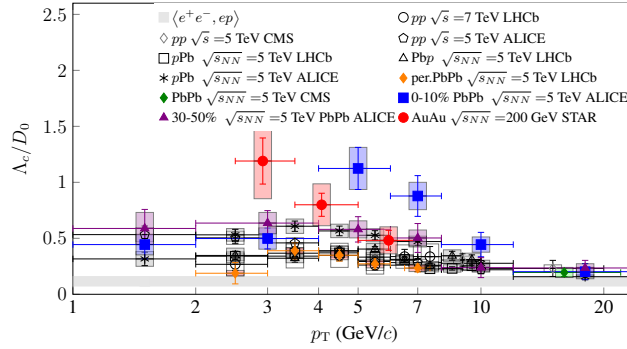 ⟨e⁺e⁻, ep⟩
pp √s =7 TeV LHCb
pp √s =5 TeV CMS
pp √s =5 TeV ALICE
pPb √sNN =5 TeV LHCb
Pbp √sNN =5 TeV LHCb
pPb √sNN =5 TeV ALICE
per.PbPb √sNN =5 TeV LHCb
PbPb √sNN =5 TeV CMS
0-10% PbPb √sNN =5 TeV ALICE
30-50% √sNN =5 TeV PbPb ALICE
AuAu √sNN =200 GeV STAR
2.5
2
1.5
1
0.5
0
Λc/D0
1 2 3 4 5 7 10 20
pT (GeV/c)